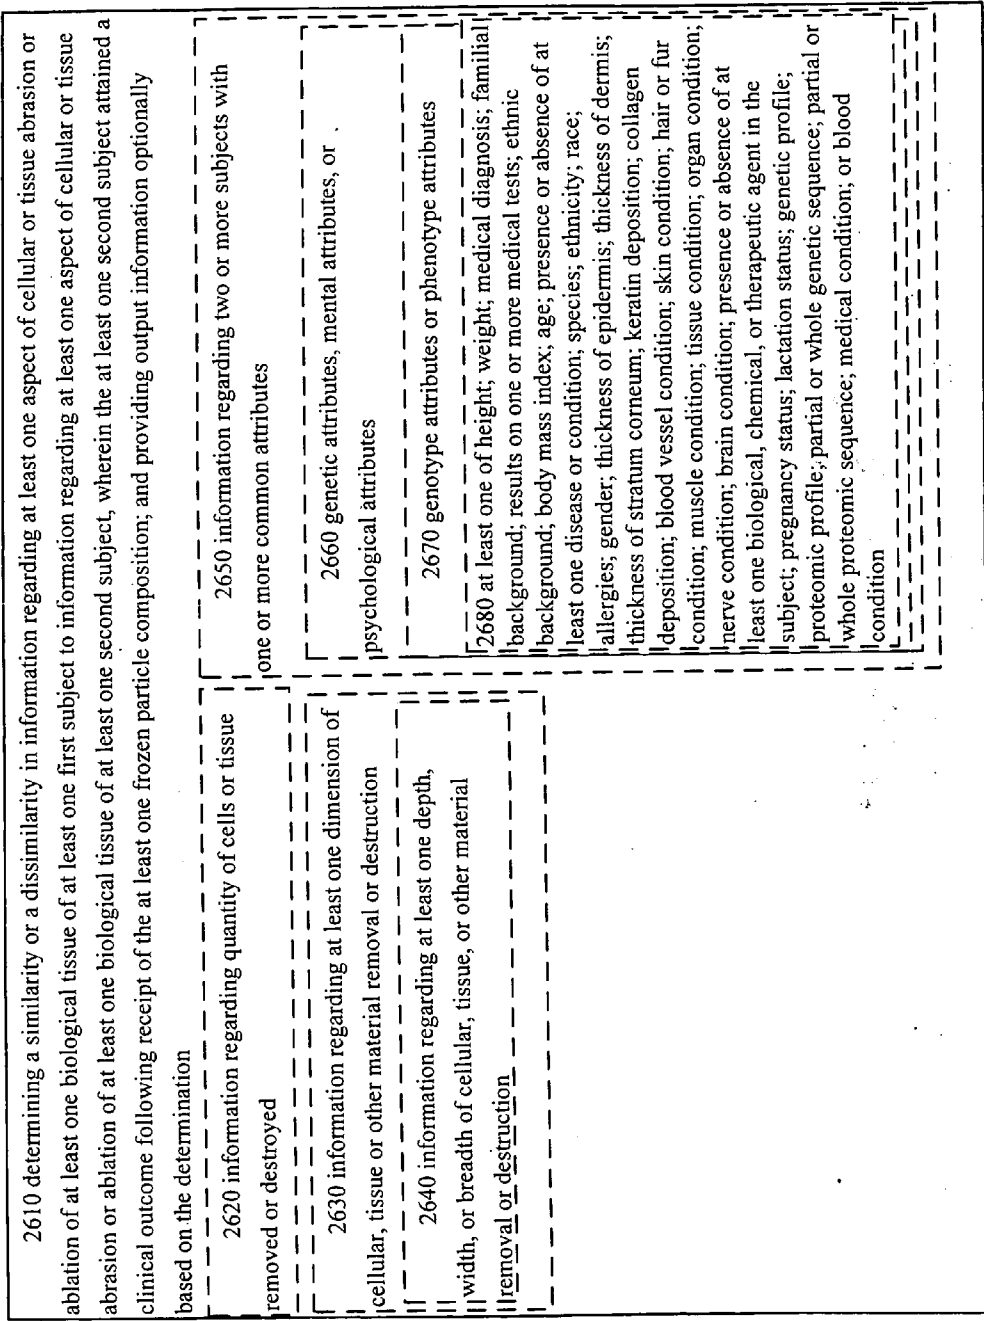 2610 determining a similarity or a dissimilarity in information regarding at least one aspect of cellular or tissue abrasion or
ablation of at least one biological tissue of at least one first subject to information regarding at least one aspect of cellular or tissue
abrasion or ablation of at least one biological tissue of at least one second subject, wherein the at least one second subject attained a
clinical outcome following receipt of the at least one frozen particle composition; and providing output information optionally
based on the determination
2620 information regarding quantity of cells or tissue
removed or destroyed
2630 information regarding at least one dimension of
cellular, tissue or other material removal or destruction
2640 information regarding at least one depth,
width, or breadth of cellular, tissue, or other material
removal or destruction
2650 information regarding two or more subjects with
one or more common attributes
2660 genetic attributes, mental attributes, or
psychological attributes
2670 genotype attributes or phenotype attributes
2680 at least one of height; weight; medical diagnosis; familial
background; results on one or more medical tests; ethnic
background; body mass index; age; presence or absence of at
least one disease or condition; species; ethnicity; race;
allergies; gender; thickness of epidermis; thickness of dermis;
thickness of stratum corneum; keratin deposition; collagen
deposition; blood vessel condition; skin condition; hair or fur
condition; muscle condition; tissue condition; organ condition;
nerve condition; brain condition; presence or absence of at
least one biological, chemical, or therapeutic agent in the
subject; pregnancy status; lactation status; genetic profile;
proteomic profile; partial or whole genetic sequence; partial or
whole proteomic sequence; medical condition; or blood
condition